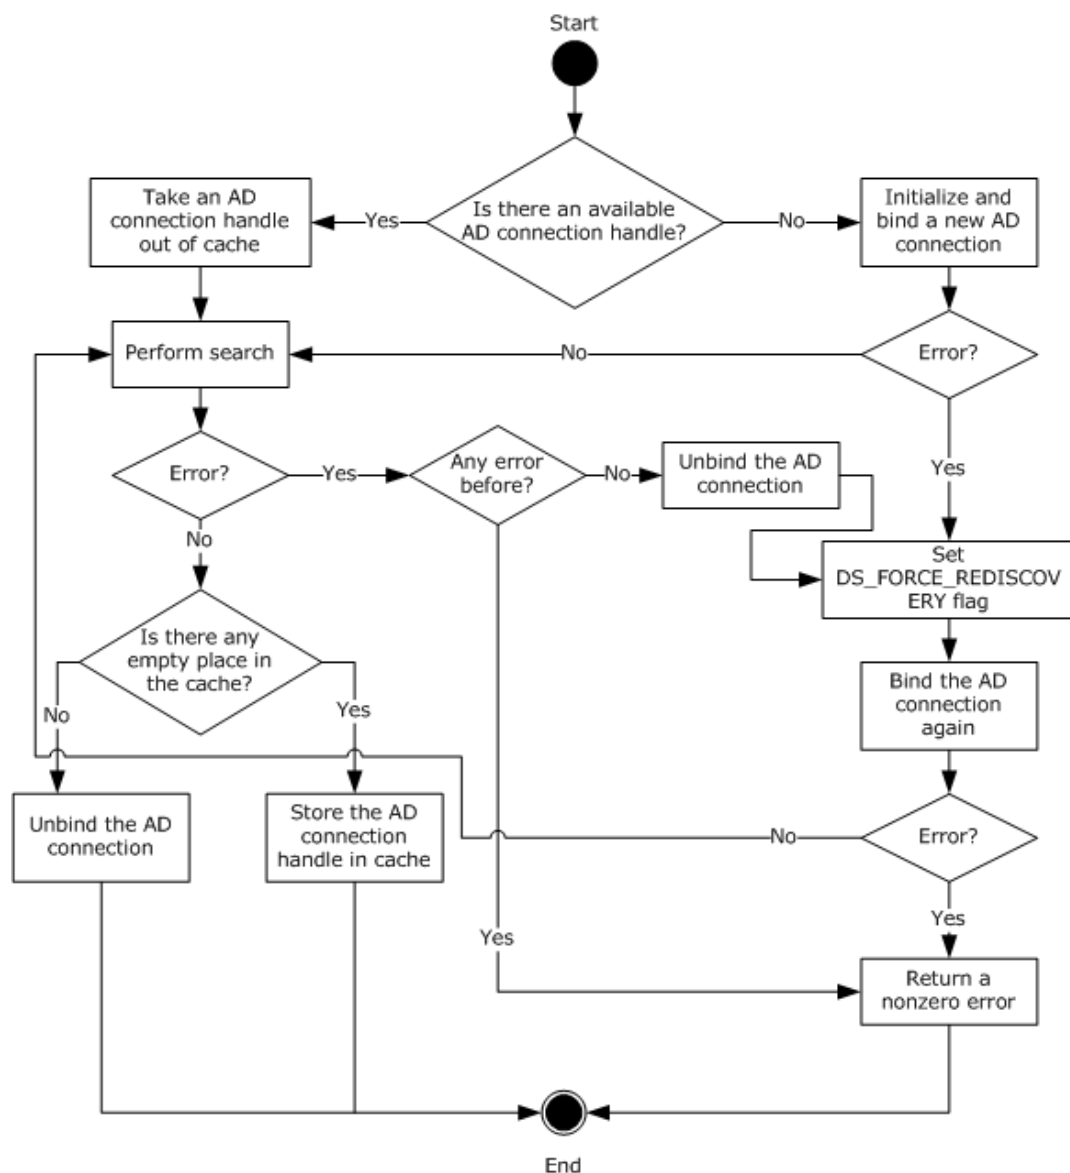 Start
Is there an available
AD connection handle?
Yes
No
Take an AD
connection handle
out of cache
Initialize and
bind a new AD
connection
Perform search
No
Error?
Error?
Yes
Any error
before?
No
Unbind the AD
connection
Yes
No
Set
DS_FORCE_REDISCOV
ERY flag
Is there any
empty place in
the cache?
No
Yes
Bind the AD
connection
again
Unbind the AD
connection
Store the AD
connection
handle in cache
No
Error?
Yes
Yes
Return a
nonzero error
End